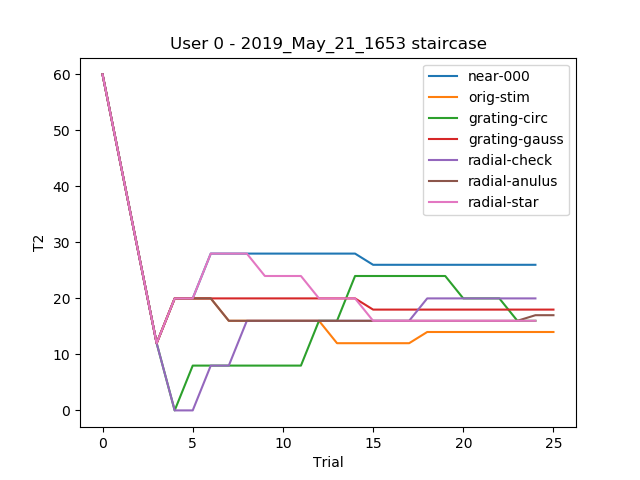 User 0 - 2019_May_21_1653 staircase
60
50
40
30
20
10
0
T2
near-000
orig-stim
grating-circ
grating-gauss
radial-check
radial-anulus
radial-star
0 5 10 15 20 25
Trial